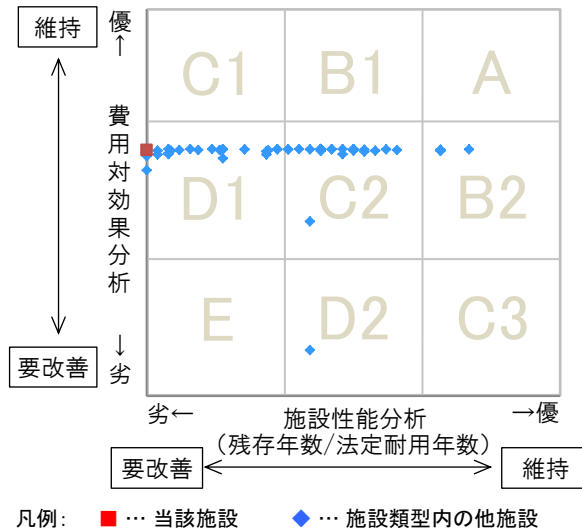 維持
優←
費用対効果分析
←劣
要改善
C1 B1 A
D1 C2 B2
E D2 C3
劣← 施設性能分析 →優
（残存年数/法定耐用年数）
要改善 維持
凡例： ■ … 当該施設 ◆ … 施設類型内の他施設